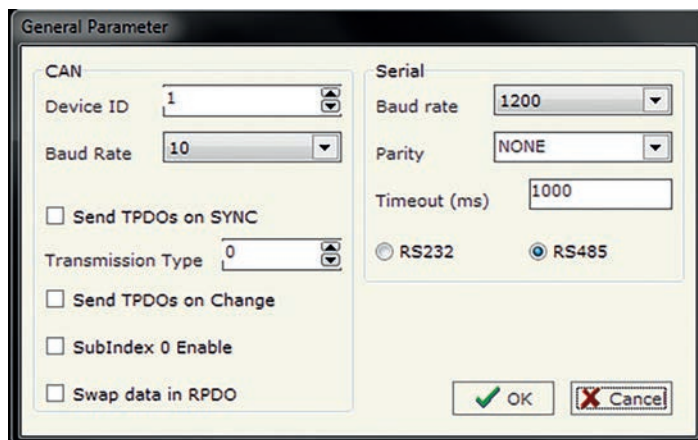 General Parameter
CAN
Device ID 1
Baud Rate 10
Send TPDOs on SYNC
Transmission Type 0
Send TPDOs on Change
SubIndex 0 Enable
Swap data in RPDO
Serial
Baud rate 1200
Parity NONE
Timeout (ms) 1000
RS232 RS485
OK Cancel